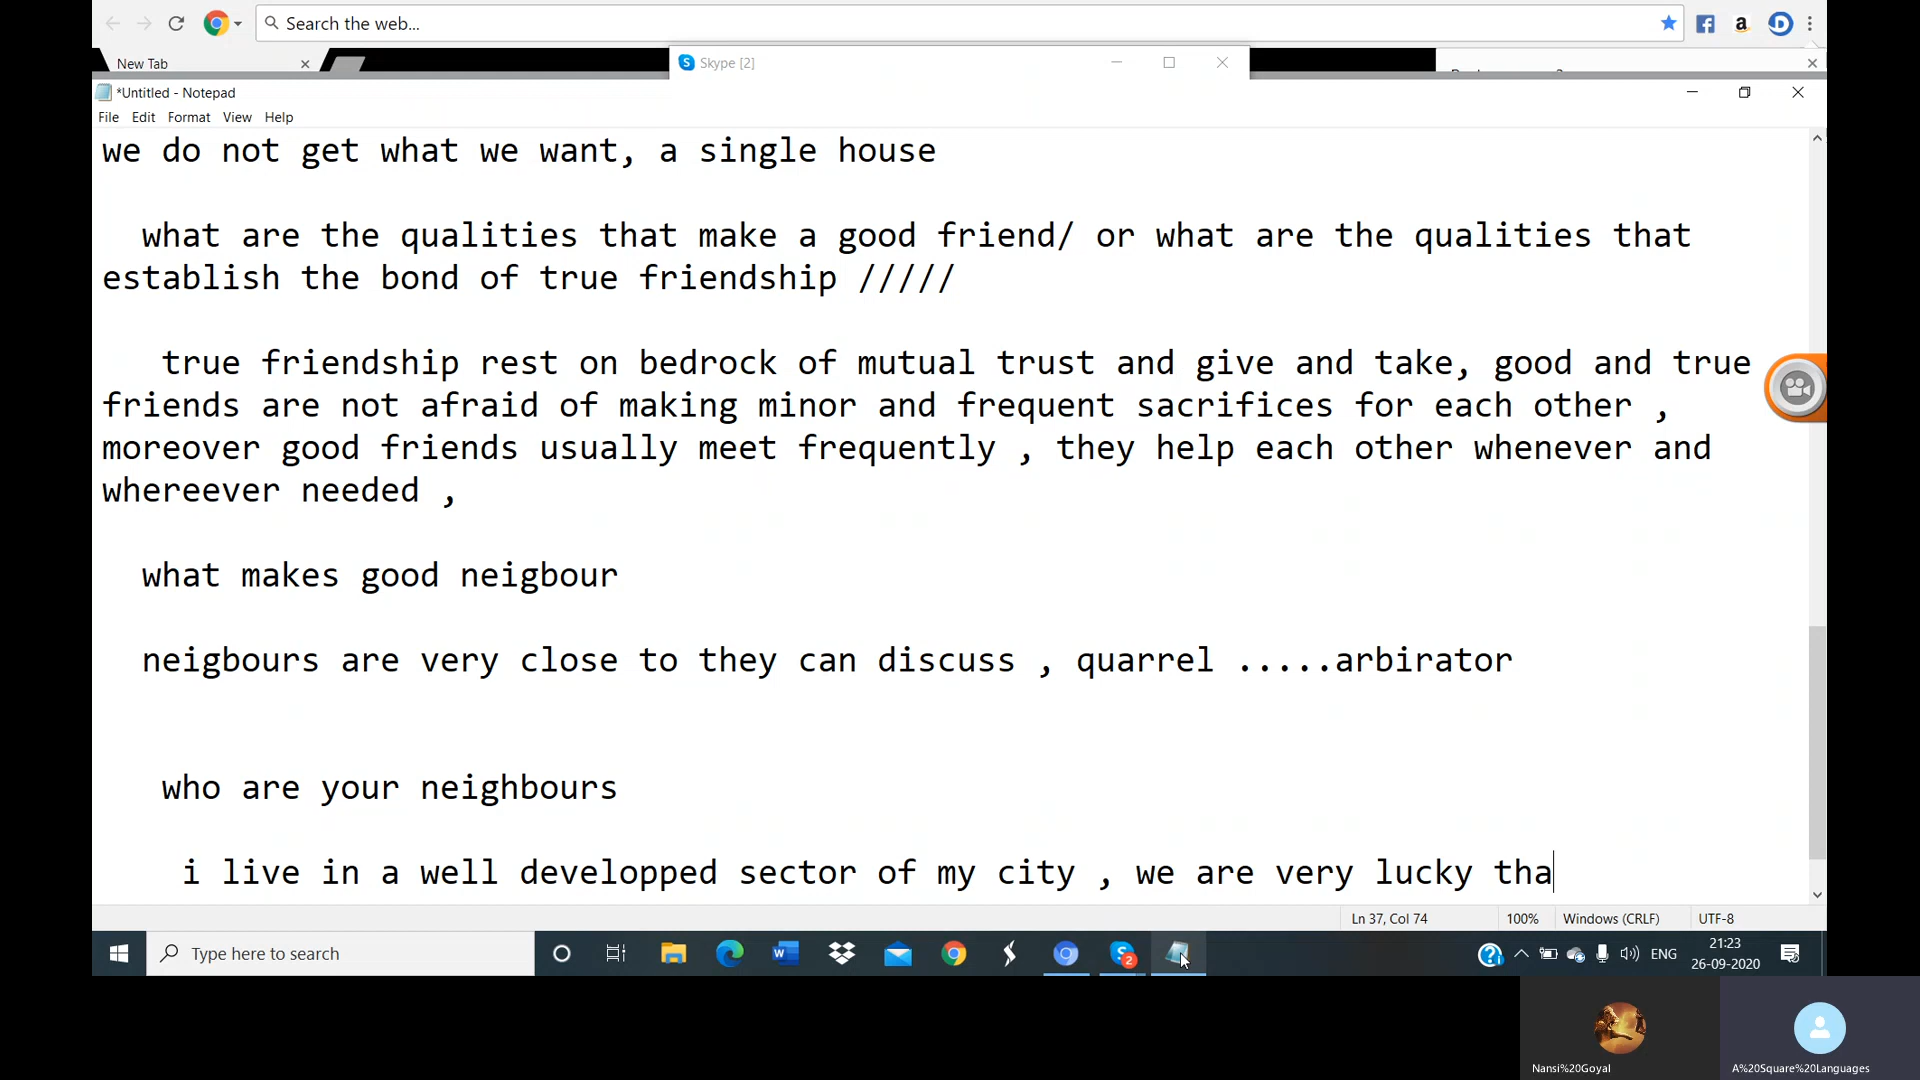 Search the web...
New Tab
Skype [2]
*Untitled - Notepad
File Edit Format View Help
we do not get what we want, a single house
what are the qualities that make a good friend/ or what are the qualities that
establish the bond of true friendship /////
true friendship rest on bedrock of mutual trust and give and take, good and true
friends are not afraid of making minor and frequent sacrifices for each other ,
moreover good friends usually meet frequently , they help each other whenever and
whereever needed ,
what makes good neigbour
neigbours are very close to they can discuss , quarrel .....arbirator
who are your neighbours
i live in a well developped sector of my city , we are very lucky tha
Ln 37, Col 74 100% Windows (CRLF) UTF-8
Type here to search
2
ENG
21:23
26-09-2020
Nansi%20Goyal
A%20Square%20Languages